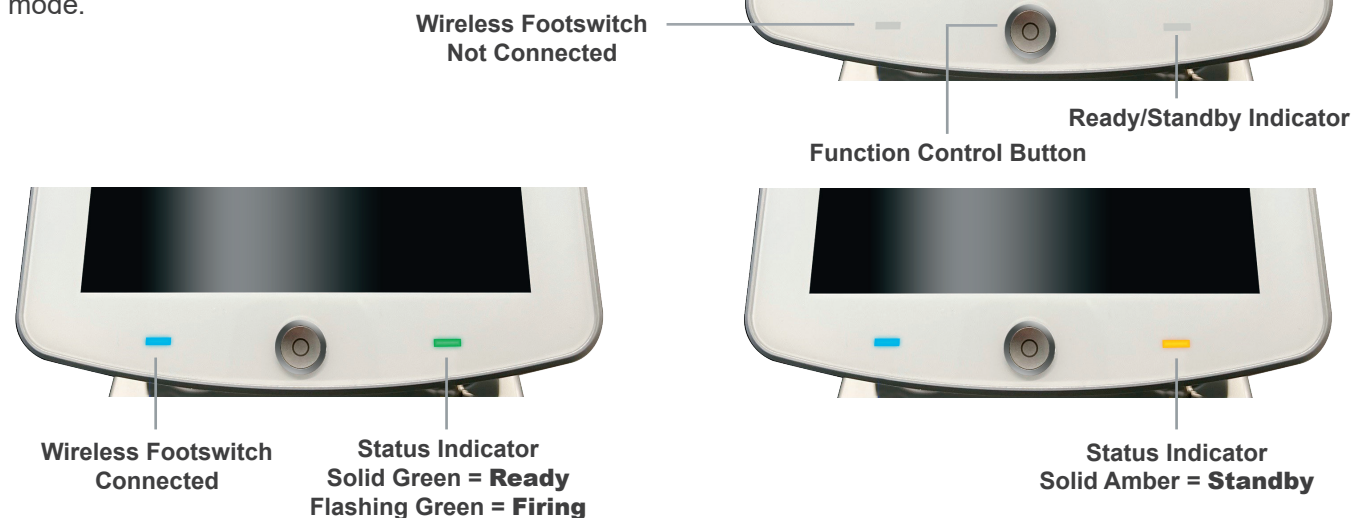 mode.
Wireless Footswitch
Not Connected
Ready/Standby Indicator
Function Control Button
Wireless Footswitch
Connected
Status Indicator
Solid Green = Ready
Flashing Green = Firing
Status Indicator
Solid Amber = Standby